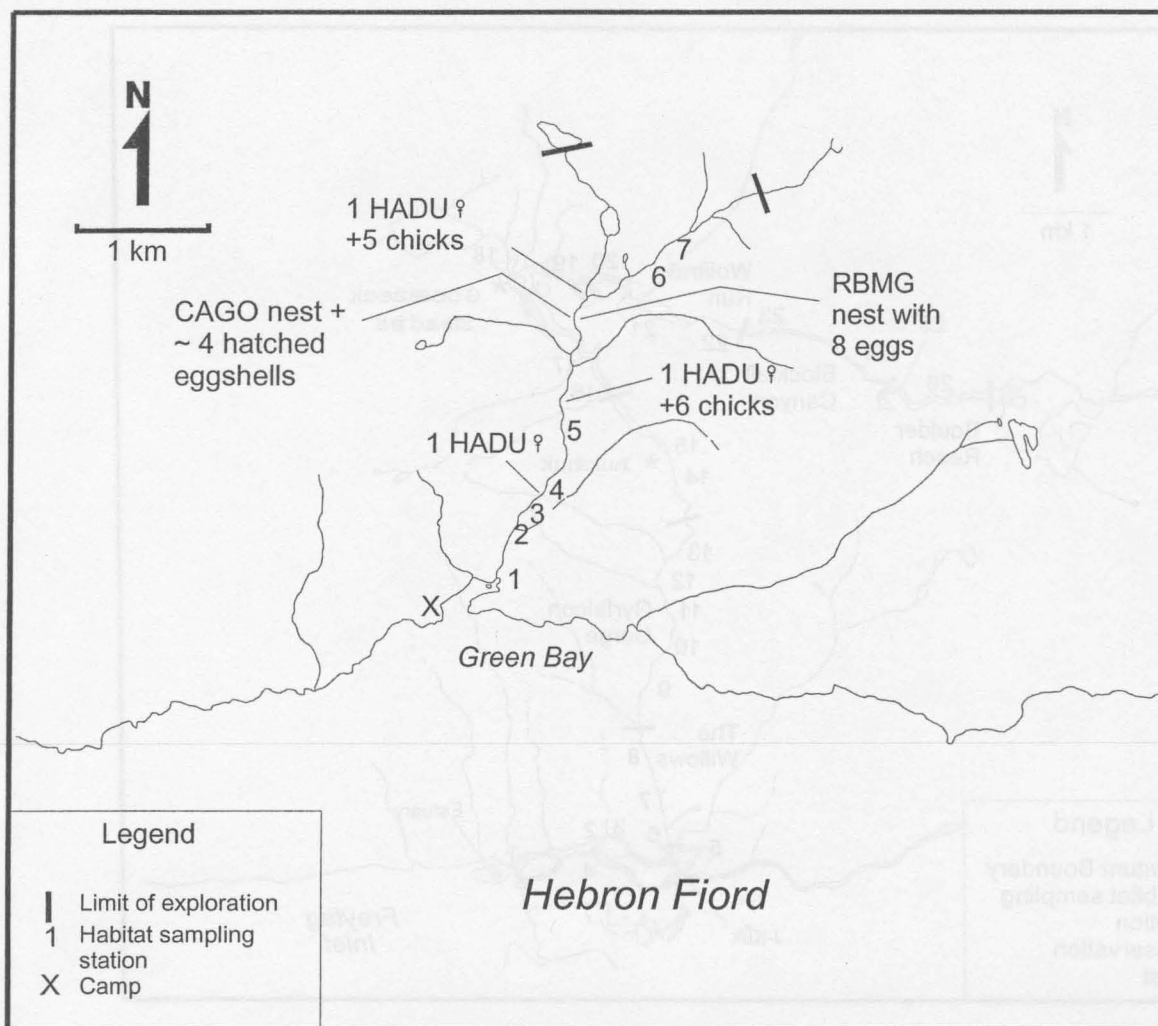 N
1 km
1 HADU ♀
+5 chicks
7
6
CAGO nest +
~ 4 hatched
eggshells
RBMG
nest with
8 eggs
1 HADU ♀
+6 chicks
5
1 HADU ♀
4
3
2
1
X
Green Bay
Hebron Fiord
Legend
Limit of exploration
1 Habitat sampling
station
X Camp